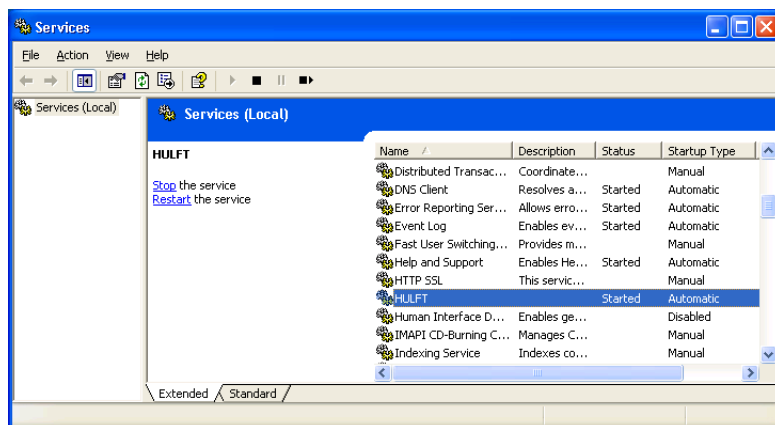 Services
File Action View Help
Services (Local)
Services (Local)
HULFT
Stop the service
Restart the service
Name Description Status Startup Type
Distributed Transac... Coordinate... Manual
DNS Client Resolves a... Started Automatic
Error Reporting Ser... Allows erro... Started Automatic
Event Log Enables ev... Started Automatic
Fast User Switching... Provides m... Manual
Help and Support Enables He... Started Automatic
HTTP SSL This servic... Manual
HULFT Started Automatic
Human Interface D... Enables ge... Disabled
IMAPI CD-Burning C... Manages C... Manual
Indexing Service Indexes co... Manual
Extended Standard